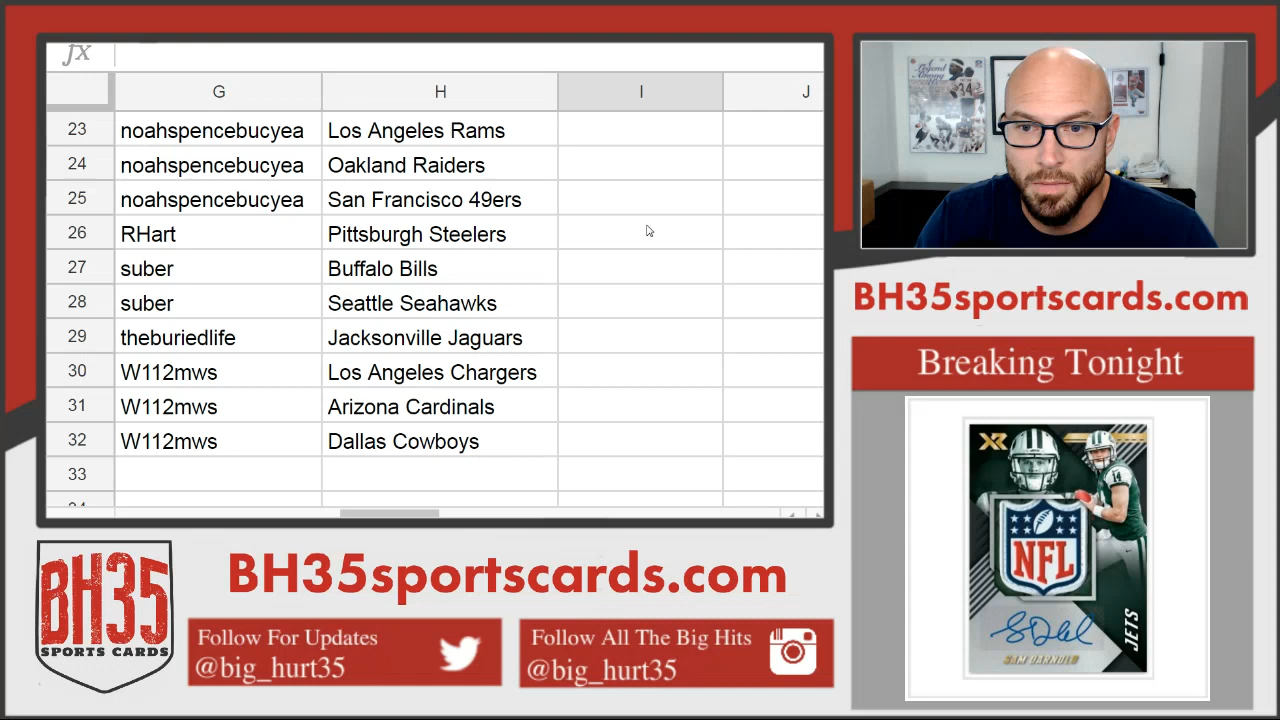 fx
G H I J
23 noahspencebucyea Los Angeles Rams
24 noahspencebucyea Oakland Raiders
25 noahspencebucyea San Francisco 49ers
26 RHart Pittsburgh Steelers
27 suber Buffalo Bills
28 suber Seattle Seahawks
29 theburiedlife Jacksonville Jaguars
30 W112mws Los Angeles Chargers
31 W112mws Arizona Cardinals
32 W112mws Dallas Cowboys
33
34
BH35sportscards.com
Breaking Tonight
XR
14
NFL
JETS
SAM DARNOLD
BH35
SPORTS CARDS
BH35sportscards.com
Follow For Updates
@big_hurt35
Follow All The Big Hits
@big_hurt35